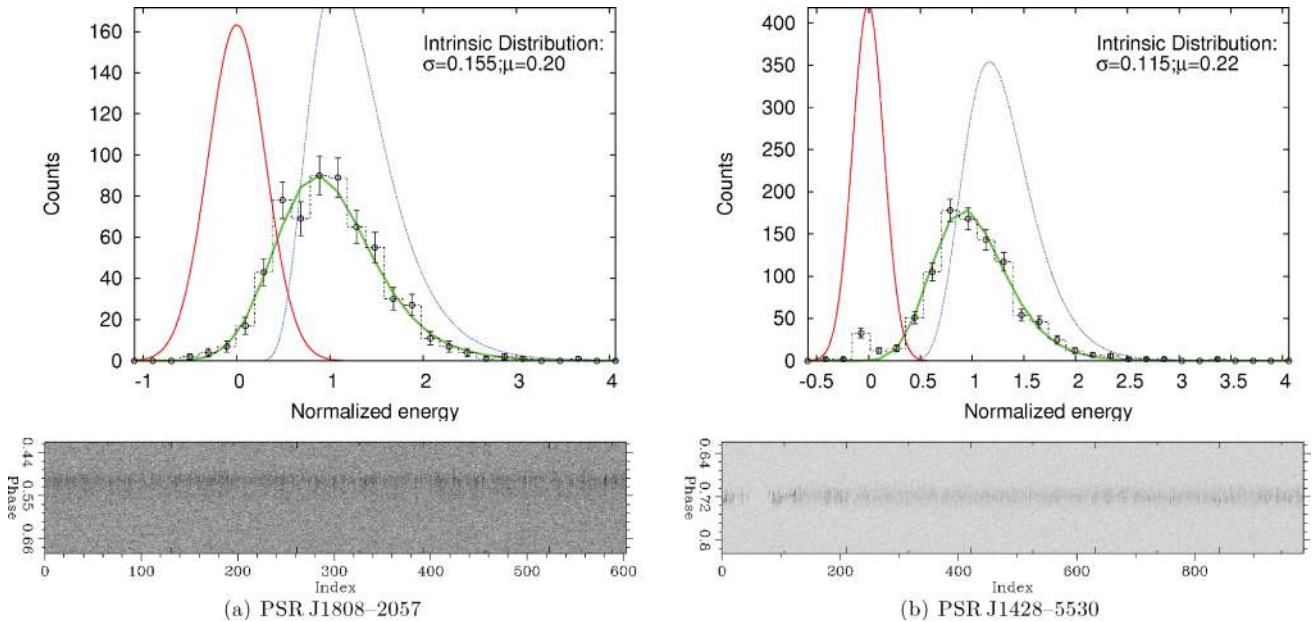 160
140
120
100
80
60
40
20
0
Counts
Intrinsic Distribution:
σ=0.155;μ=0.20
-1 0 1 2 3 4
Normalized energy
0.44
0.55
0.66
Phase
0 100 200 300 400 500 600
Index
(a) PSR J1808–2057
400
350
300
250
200
150
100
50
0
Counts
Intrinsic Distribution:
σ=0.115;μ=0.22
-0.5 0 0.5 1 1.5 2 2.5 3 3.5 4
Normalized energy
0.64
0.72
0.8
Phase
0 200 400 600 800
Index
(b) PSR J1428–5530